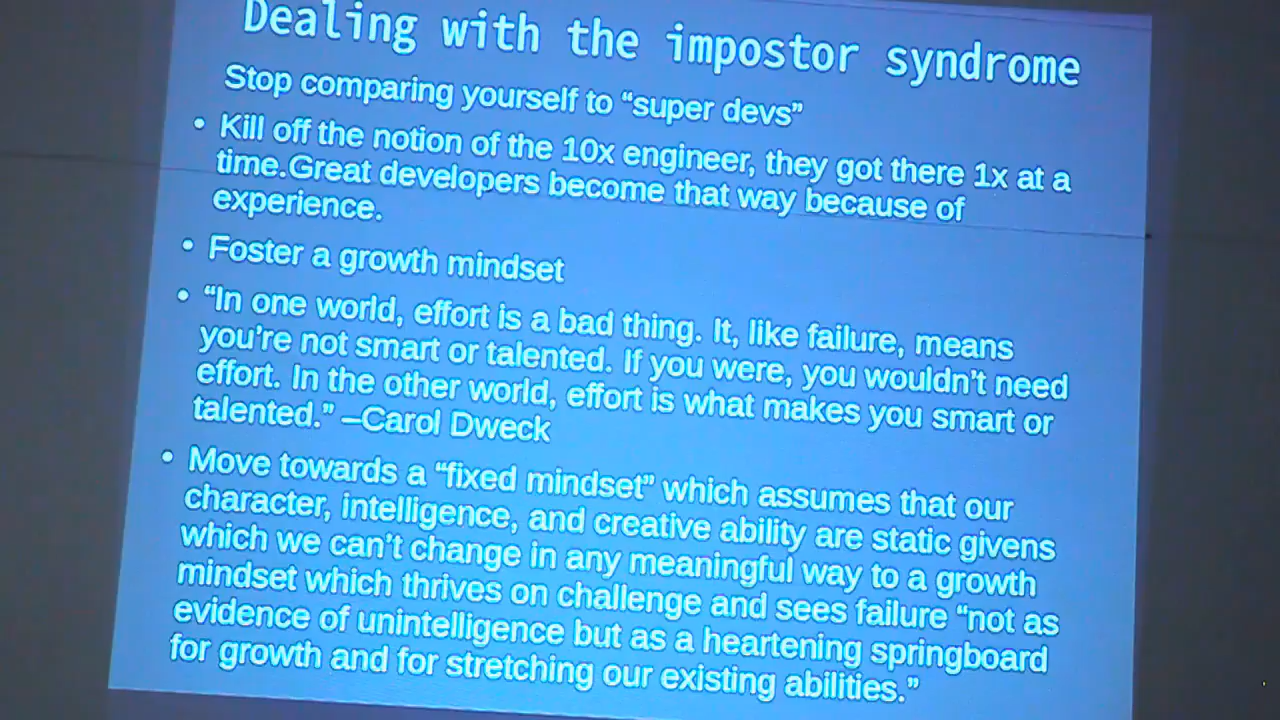 Dealing with the impostor syndrome
Stop comparing yourself to “super devs”
• Kill off the notion of the 10x engineer, they got there 1x at a
time.Great developers become that way because of
experience.
• Foster a growth mindset
• “In one world, effort is a bad thing. It, like failure, means
you’re not smart or talented. If you were, you wouldn’t need
effort. In the other world, effort is what makes you smart or
talented.” –Carol Dweck
• Move towards a “fixed mindset” which assumes that our
character, intelligence, and creative ability are static givens
which we can’t change in any meaningful way to a growth
mindset which thrives on challenge and sees failure “not as
evidence of unintelligence but as a heartening springboard
for growth and for stretching our existing abilities.”